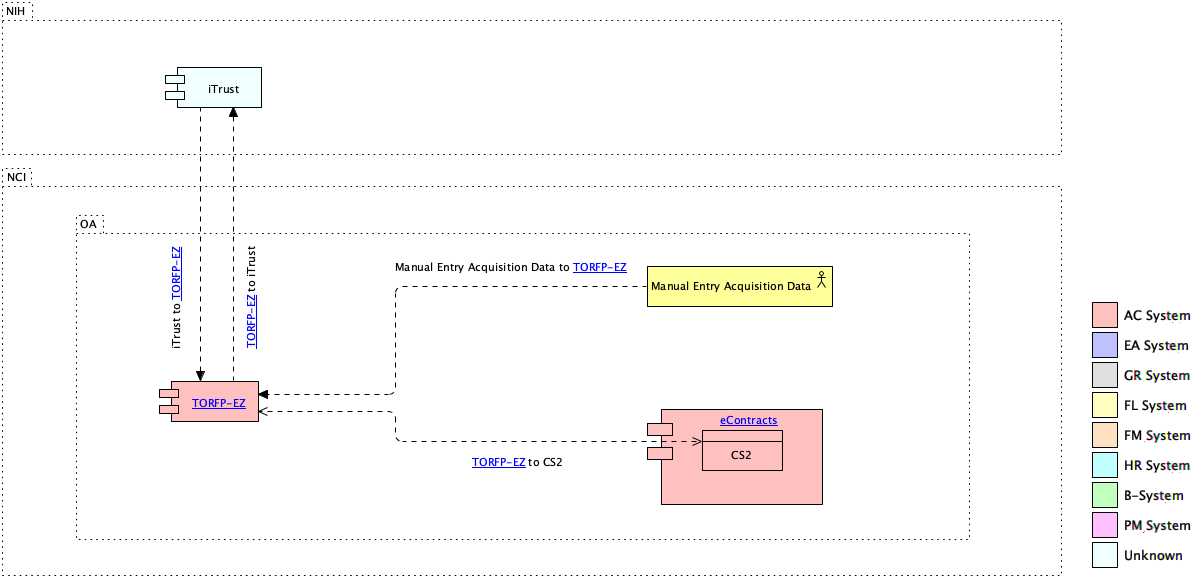 NIH
iTrust
NCI
OA
iTrust to TORFP-EZ
TORFP-EZ to iTrust
Manual Entry Acquisition Data to TORFP-EZ
Manual Entry Acquisition Data
TORFP-EZ
eContracts
CS2
TORFP-EZ to CS2
AC System
EA System
GR System
FL System
FM System
HR System
B-System
PM System
Unknown